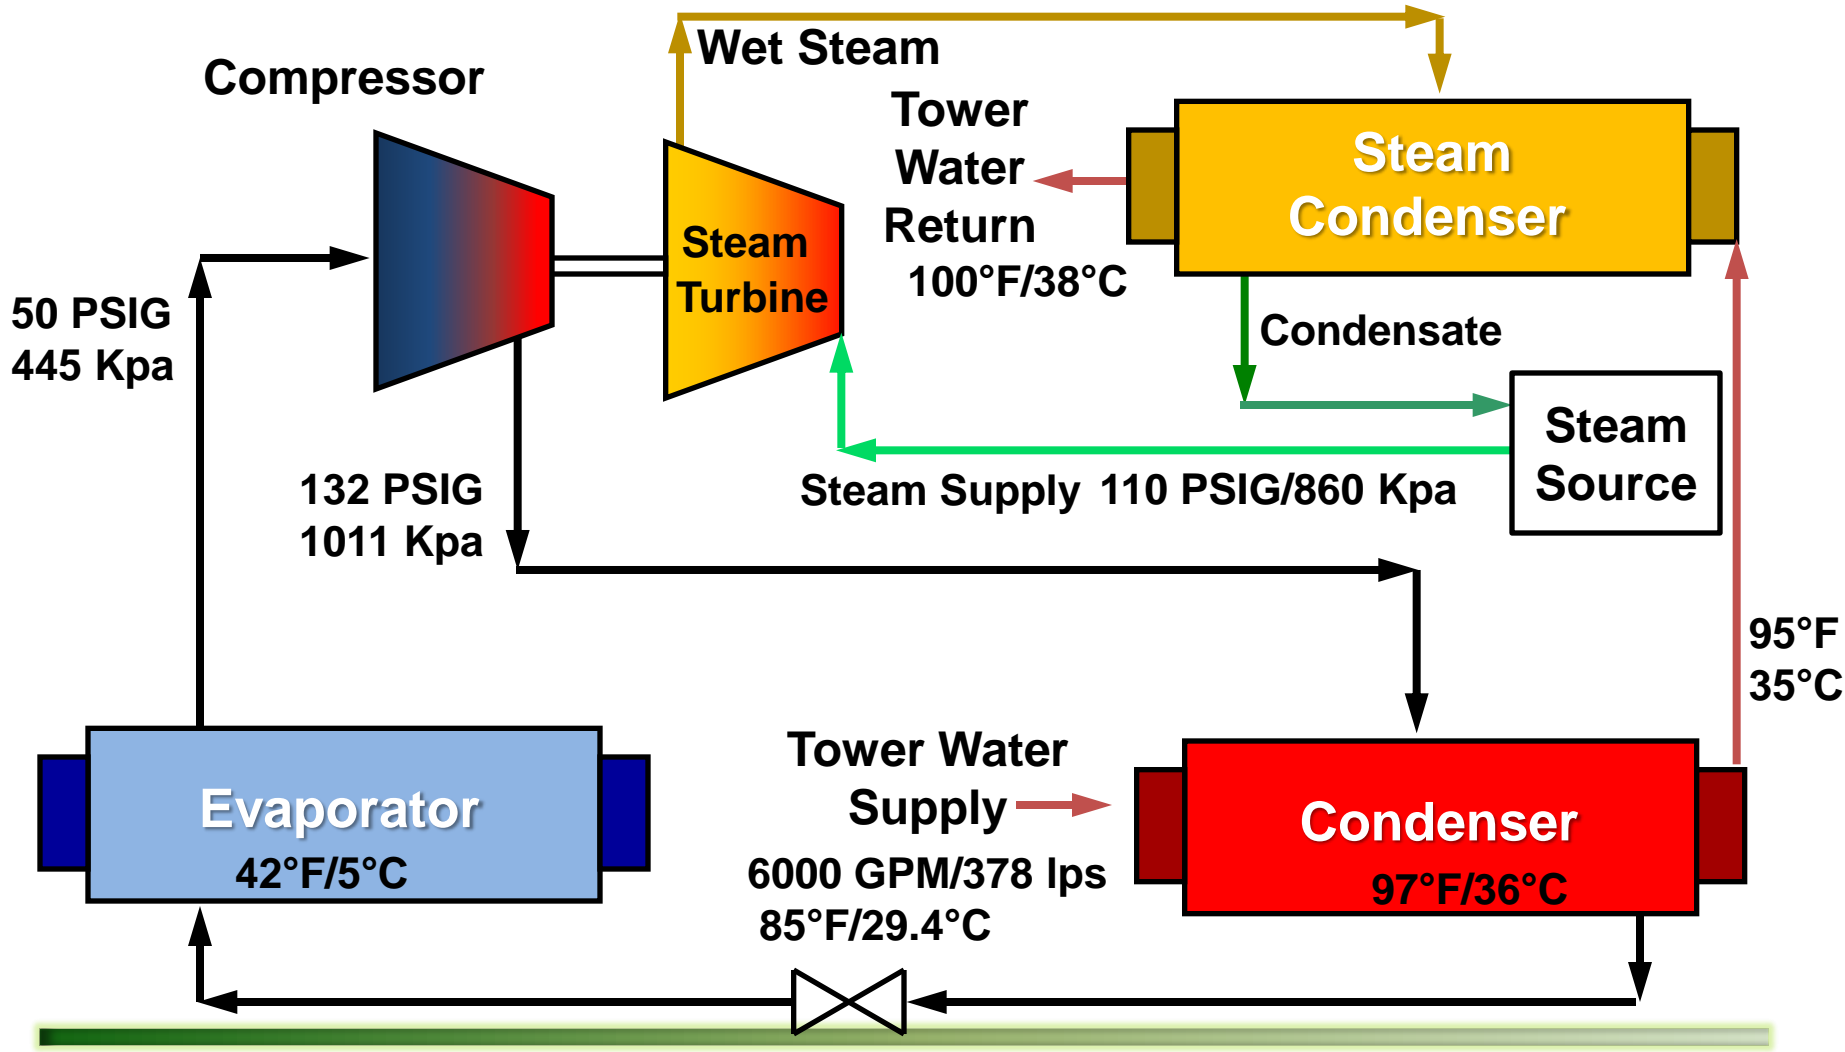 Wet Steam
Compressor
Tower
Water
Return
100°F/38°C
Steam
Condenser
Steam
Turbine
50 PSIG
445 Kpa
Condensate
Steam
Source
132 PSIG
1011 Kpa
Steam Supply 110 PSIG/860 Kpa
95°F
35°C
Tower Water
Supply
6000 GPM/378 lps
85°F/29.4°C
Evaporator
42°F/5°C
Condenser
97°F/36°C